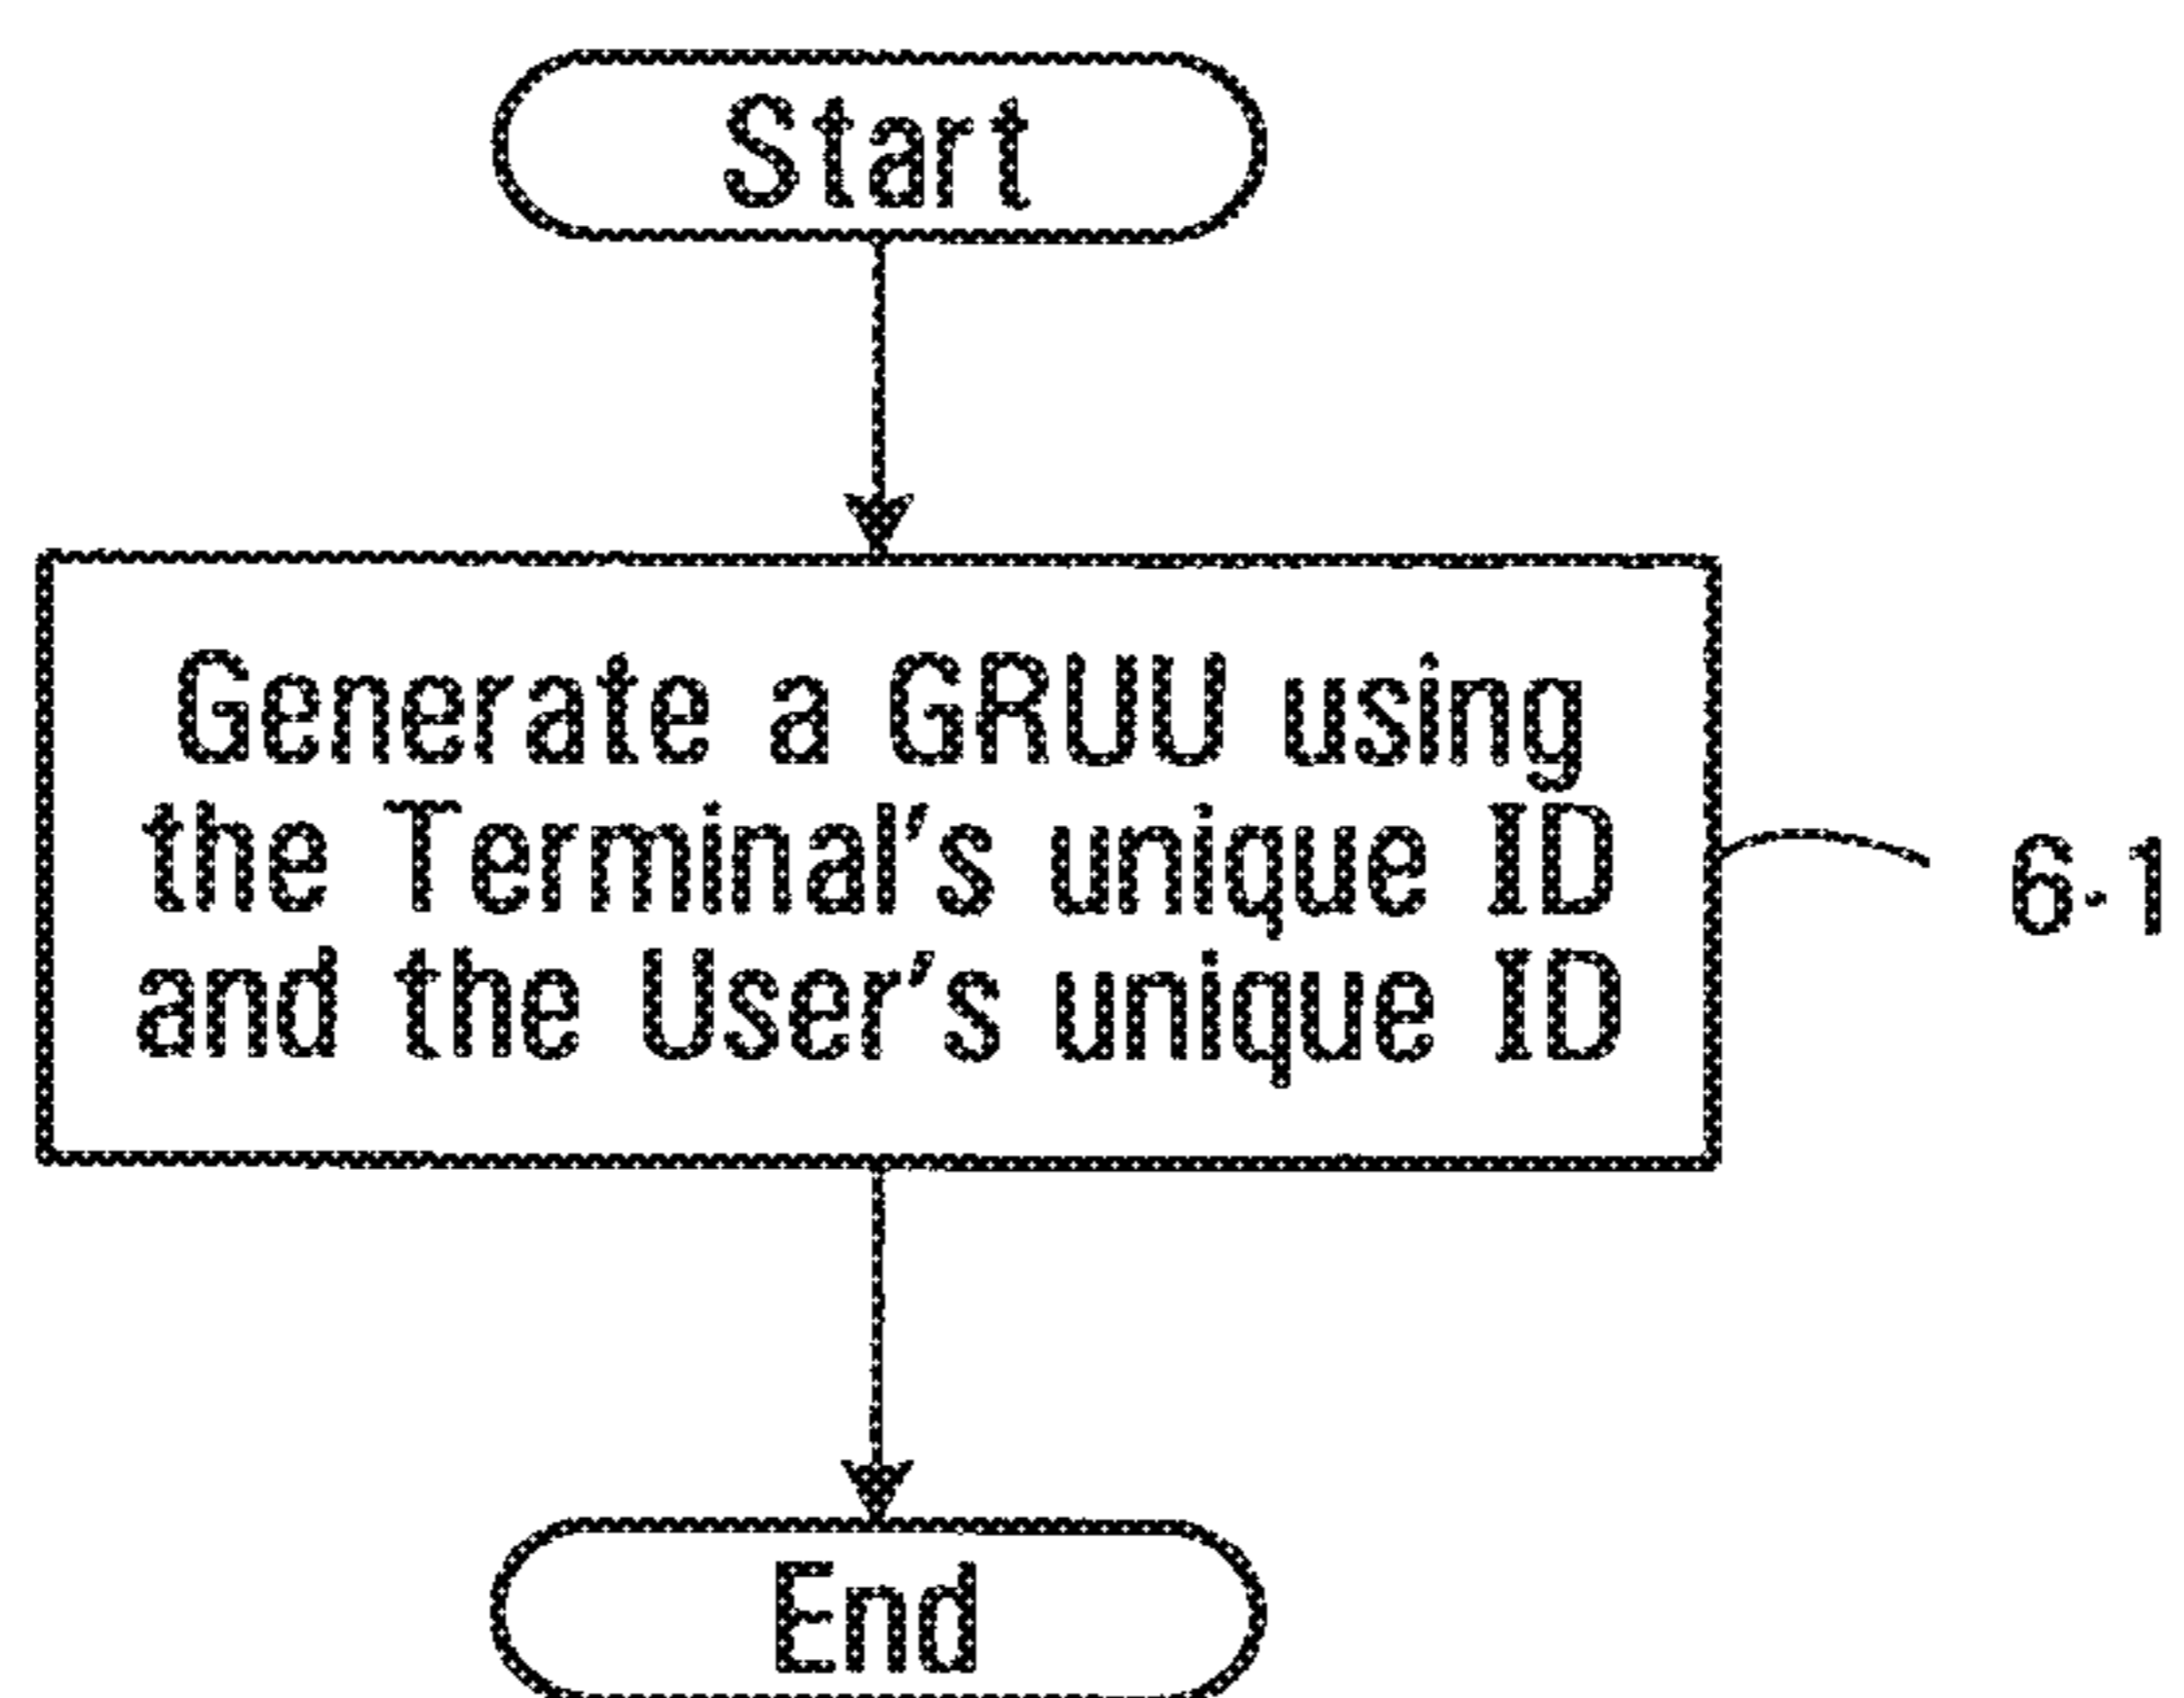 Start
Generate a GRUU using
the Terminal's unique ID
and the User's unique ID
6-1
End